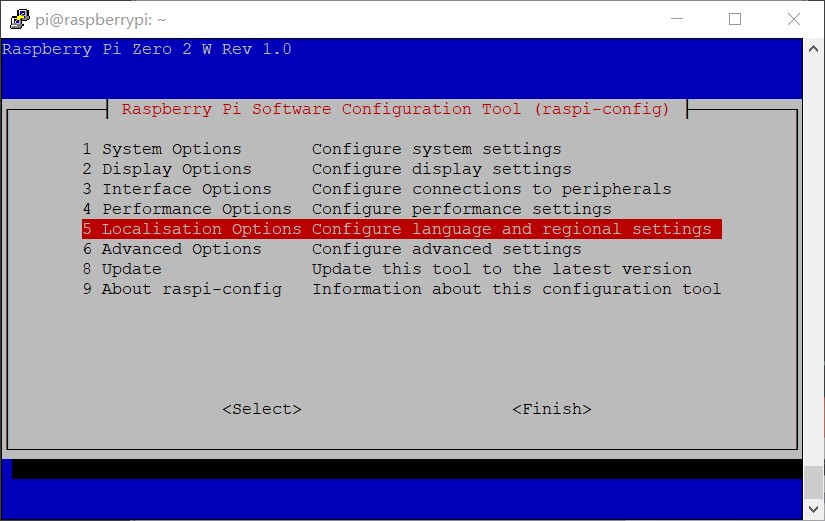 pi@raspberrypi: ~
Raspberry Pi Zero 2 W Rev 1.0
Raspberry Pi Software Configuration Tool (raspi-config)
1 System Options Configure system settings
2 Display Options Configure display settings
3 Interface Options Configure connections to peripherals
4 Performance Options Configure performance settings
5 Localisation Options Configure language and regional settings
6 Advanced Options Configure advanced settings
8 Update Update this tool to the latest version
9 About raspi-config Information about this configuration tool
<Select> <Finish>